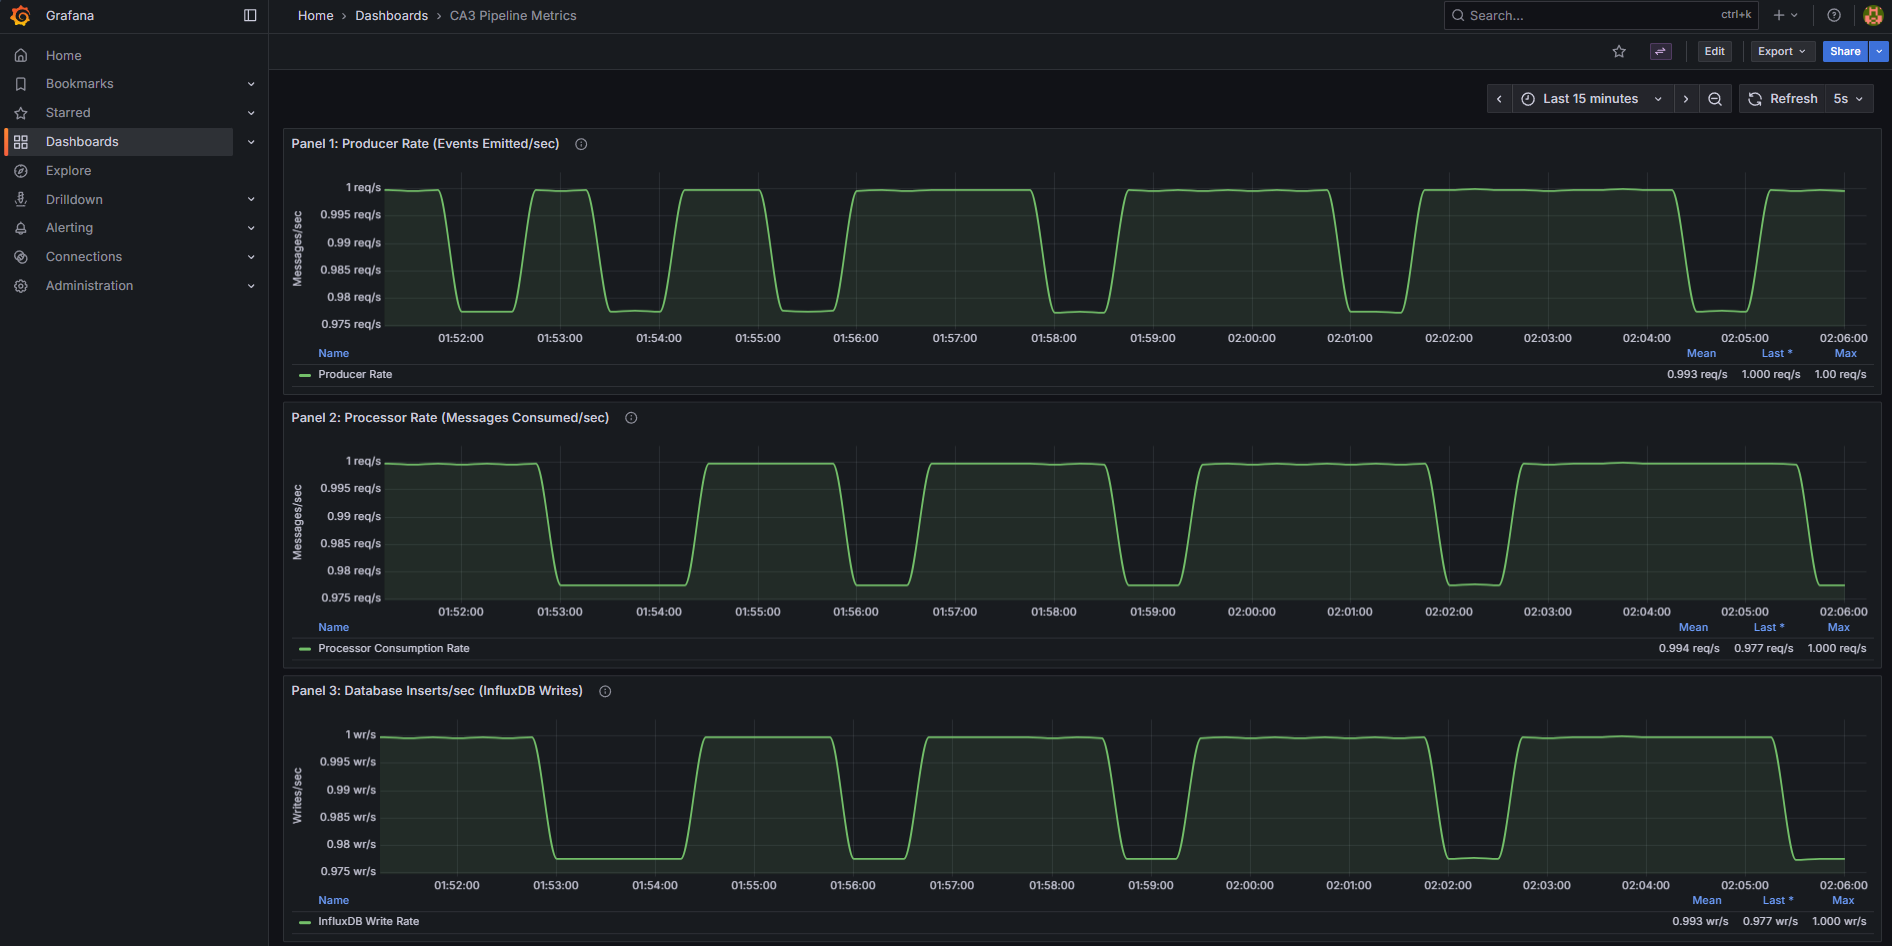 Grafana
Home › Dashboards › CA3 Pipeline Metrics
Search...
ctrl+k
Home
Bookmarks
Starred
Dashboards
Explore
Drilldown
Alerting
Connections
Administration
Edit
Export
Share
Last 15 minutes
Refresh
5s
Panel 1: Producer Rate (Events Emitted/sec)
Messages/sec
1 req/s
0.995 req/s
0.99 req/s
0.985 req/s
0.98 req/s
0.975 req/s
01:52:00 01:53:00 01:54:00 01:55:00 01:56:00 01:57:00 01:58:00 01:59:00 02:00:00 02:01:00 02:02:00 02:03:00 02:04:00 02:05:00 02:06:00
Name Mean Last * Max
Producer Rate 0.993 req/s 1.000 req/s 1.00 req/s
Panel 2: Processor Rate (Messages Consumed/sec)
Messages/sec
1 req/s
0.995 req/s
0.99 req/s
0.985 req/s
0.98 req/s
0.975 req/s
01:52:00 01:53:00 01:54:00 01:55:00 01:56:00 01:57:00 01:58:00 01:59:00 02:00:00 02:01:00 02:02:00 02:03:00 02:04:00 02:05:00 02:06:00
Name Mean Last * Max
Processor Consumption Rate 0.994 req/s 0.977 req/s 1.000 req/s
Panel 3: Database Inserts/sec (InfluxDB Writes)
Writes/sec
1 wr/s
0.995 wr/s
0.99 wr/s
0.985 wr/s
0.98 wr/s
0.975 wr/s
01:52:00 01:53:00 01:54:00 01:55:00 01:56:00 01:57:00 01:58:00 01:59:00 02:00:00 02:01:00 02:02:00 02:03:00 02:04:00 02:05:00 02:06:00
Name Mean Last * Max
InfluxDB Write Rate 0.993 wr/s 0.977 wr/s 1.000 wr/s